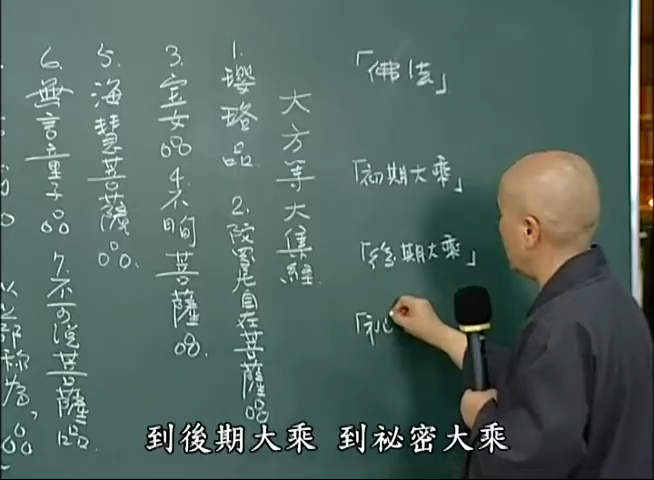 「佛法」
「初期大乘」
「後期大乘」
「祕
大方等大集經
1. 瓔珞品
2. 陀羅尼自在菩薩品
3. 宝女品
4. 不眴菩薩品
5. 海慧菩薩品
6. 無言童子品
7. 不可說菩薩品
到後期大乘 到祕密大乘